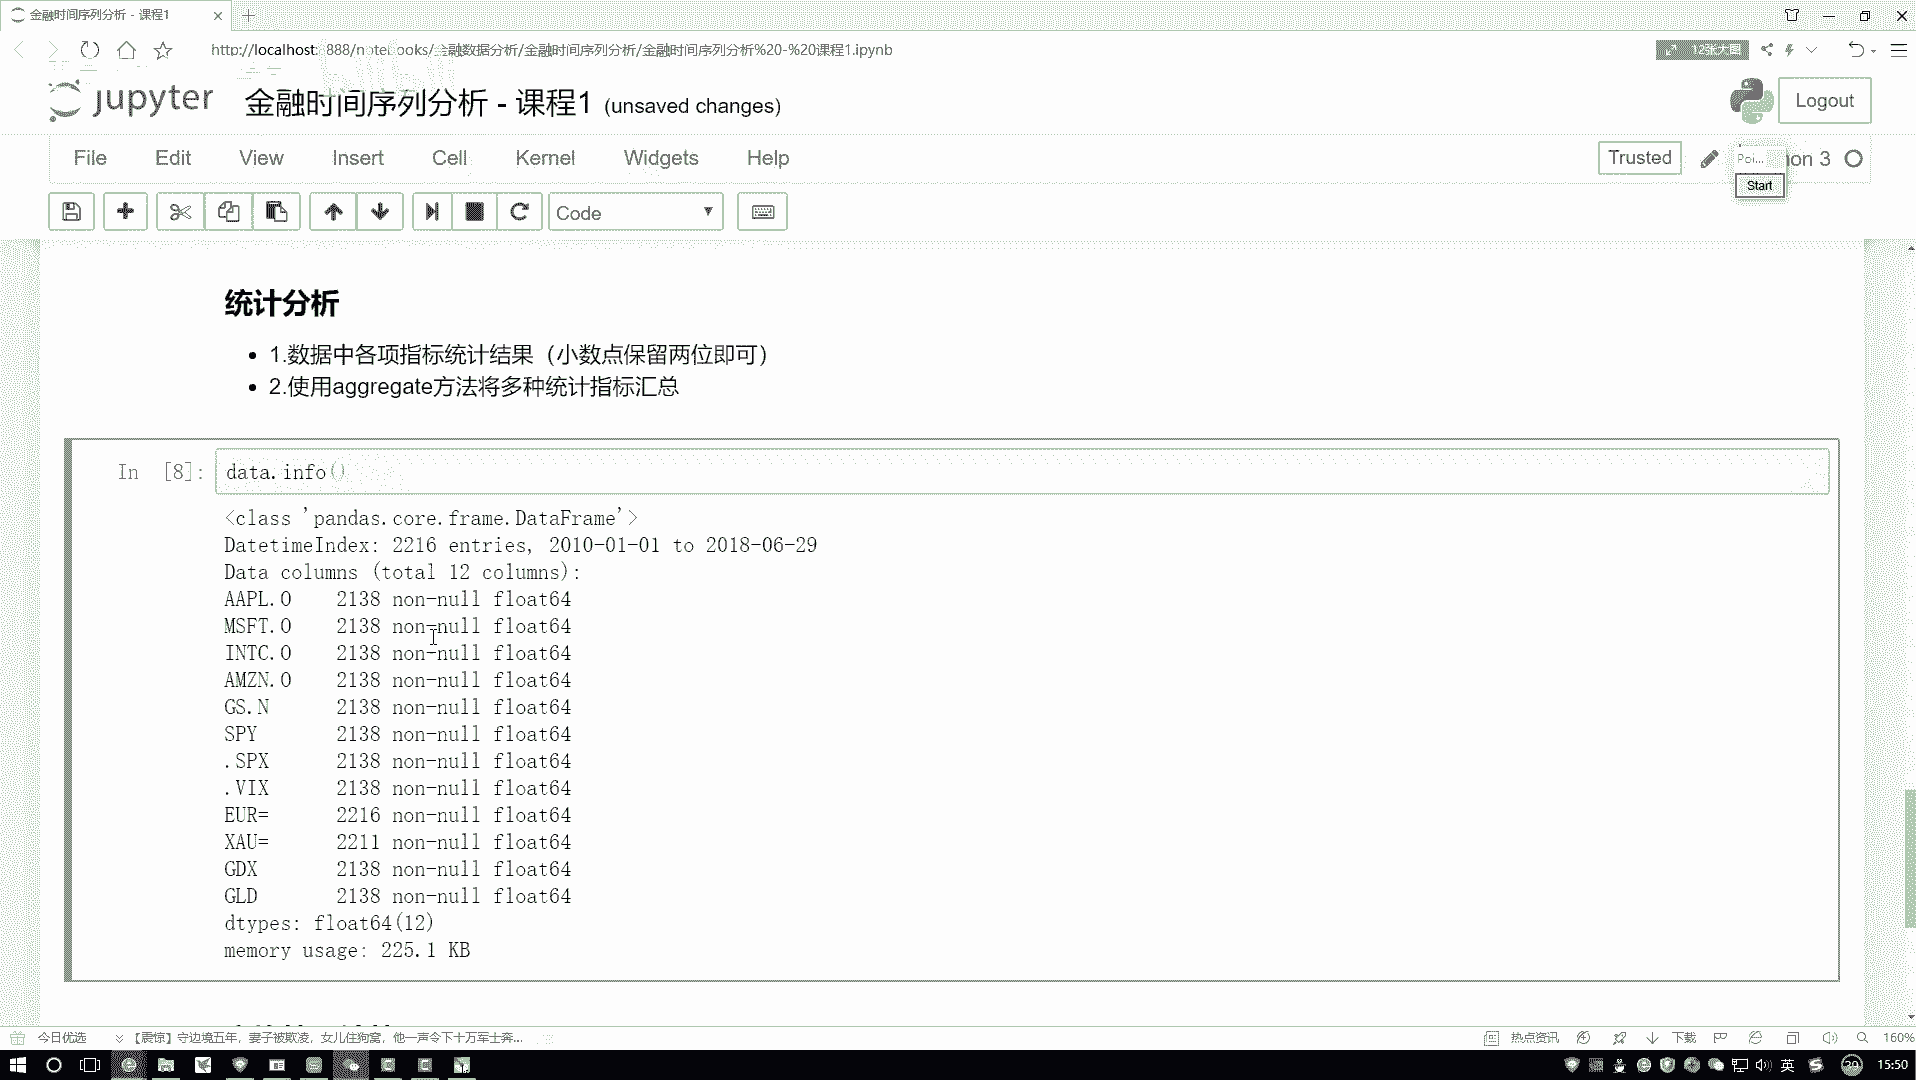 金融时间序列分析 - 课程1
http://localhost:8888/notebooks/金融数据分析/金融时间序列分析/金融时间序列分析%20-%20课程1.ipynb
12张大图
jupyter 金融时间序列分析 - 课程1 (unsaved changes)
Logout
File Edit View Insert Cell Kernel Widgets Help
Trusted
Poi... hon 3
Start
Code
统计分析
1.数据中各项指标统计结果（小数点保留两位即可）
2.使用aggregate方法将多种统计指标汇总
In [8]: data.info()
<class 'pandas.core.frame.DataFrame'>
DatetimeIndex: 2216 entries, 2010-01-01 to 2018-06-29
Data columns (total 12 columns):
AAPL.O 2138 non-null float64
MSFT.O 2138 non-null float64
INTC.O 2138 non-null float64
AMZN.O 2138 non-null float64
GS.N 2138 non-null float64
SPY 2138 non-null float64
.SPX 2138 non-null float64
.VIX 2138 non-null float64
EUR= 2216 non-null float64
XAU= 2211 non-null float64
GDX 2138 non-null float64
GLD 2138 non-null float64
dtypes: float64(12)
memory usage: 225.1 KB
今日优选 【震惊】守边境五年，妻子被欺凌，女儿住狗窝，他一声令下十万军士奔...
热点资讯 下载 160%
英 15:50